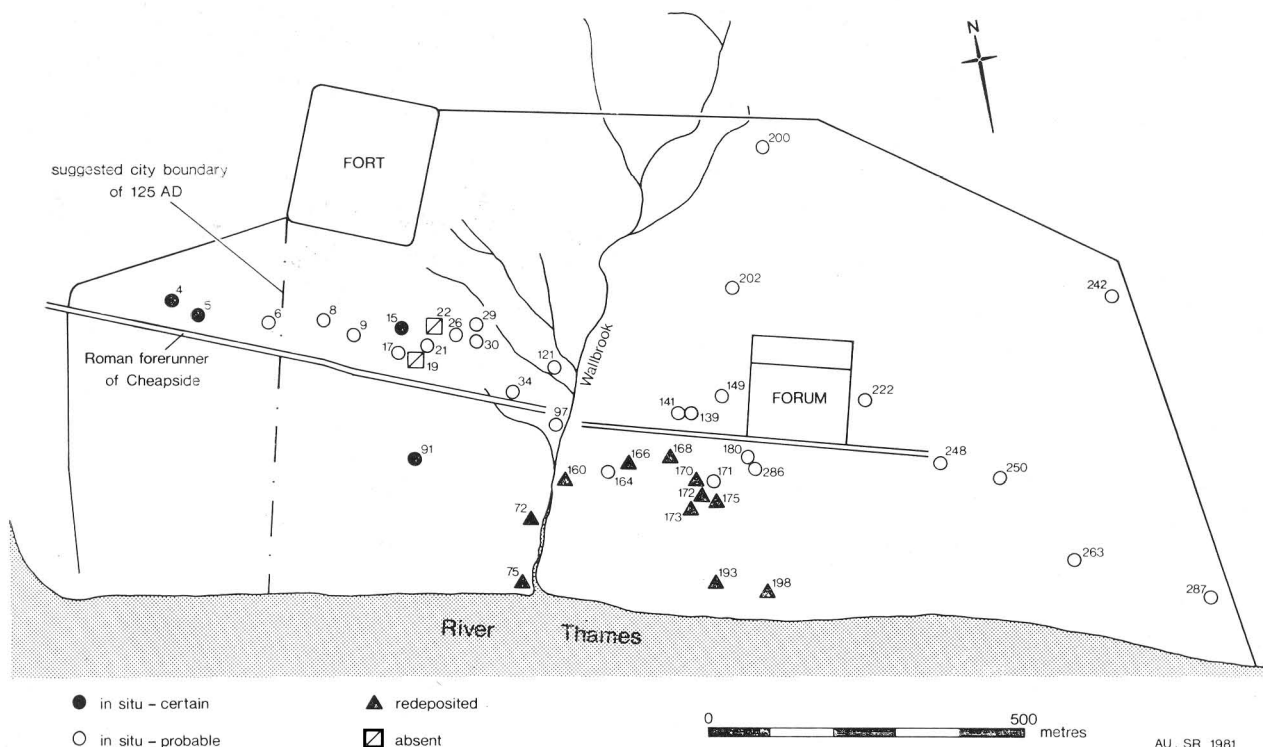 N
200
FORT
suggested city boundary
of 125 AD
202
242
4
5
6
8
9
15
22
26
29
30
17
21
19
Roman forerunner
of Cheapside
34
121
Wallbrook
97
141
139
149
FORUM
222
91
160
164
166
168
170
171
180
286
172
175
173
248
250
72
75
193
198
263
287
River Thames
in situ - certain
redeposited
in situ - probable
absent
0 500
metres
AU, SR 1981